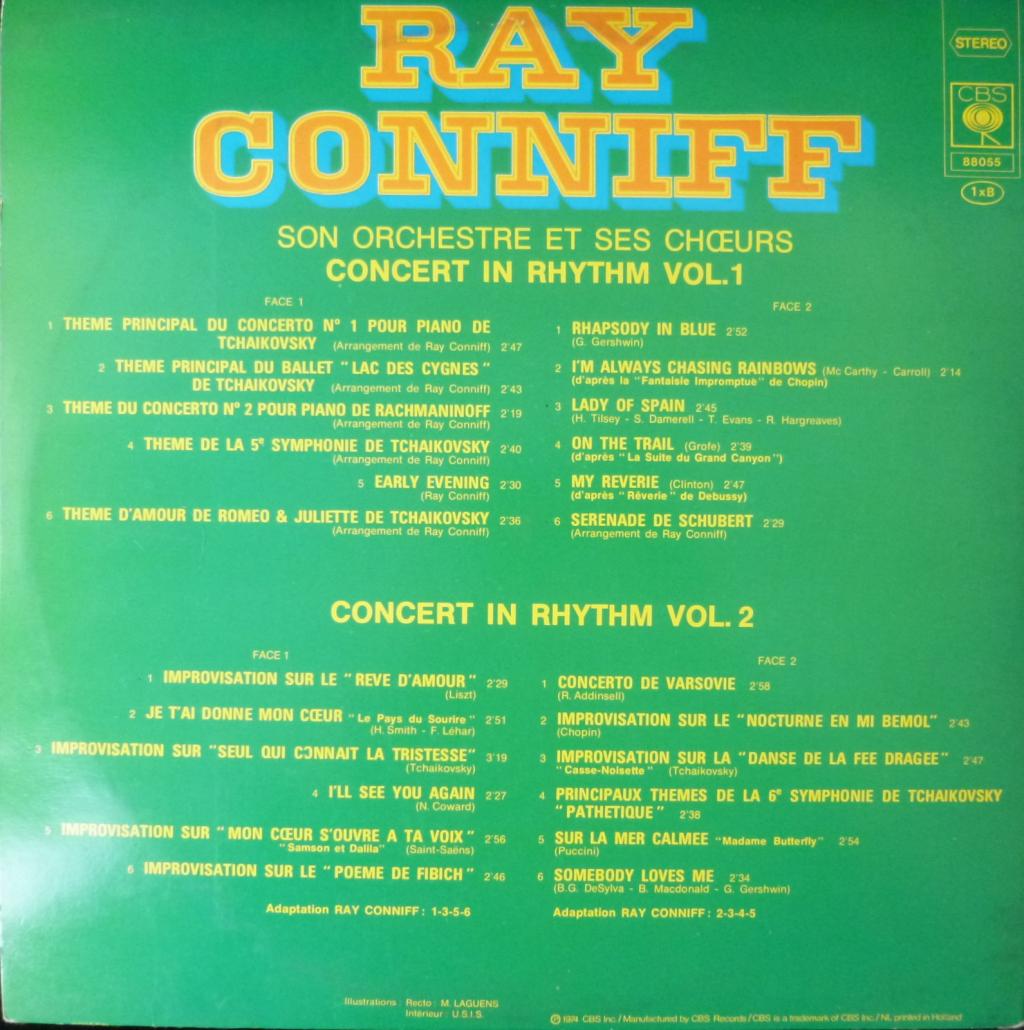 RAY
CONNIFF
STEREO
CBS
88055
1xB
SON ORCHESTRE ET SES CHŒURS
CONCERT IN RHYTHM VOL.1
FACE 1
1 THEME PRINCIPAL DU CONCERTO Nº 1 POUR PIANO DE
TCHAIKOVSKY (Arrangement de Ray Conniff) 2'47
2 THEME PRINCIPAL DU BALLET "LAC DES CYGNES"
DE TCHAIKOVSKY (Arrangement de Ray Conniff) 2'43
3 THEME DU CONCERTO Nº 2 POUR PIANO DE RACHMANINOFF 2'19
(Arrangement de Ray Conniff)
4 THEME DE LA 5e SYMPHONIE DE TCHAIKOVSKY 2'40
(Arrangement de Ray Conniff)
5 EARLY EVENING 2'30
(Ray Conniff)
6 THEME D'AMOUR DE ROMEO & JULIETTE DE TCHAIKOVSKY 2'36
(Arrangement de Ray Conniff)
FACE 2
1 RHAPSODY IN BLUE 2'52
(G. Gershwin)
2 I'M ALWAYS CHASING RAINBOWS (Mc Carthy - Carroll) 2'14
(d'après la "Fantaisie Impromptue" de Chopin)
3 LADY OF SPAIN 2'45
(H. Tilsey - S. Damerell - T. Evans - R. Hargreaves)
4 ON THE TRAIL (Grofe) 2'39
(d'après "La Suite du Grand Canyon")
5 MY REVERIE (Clinton) 2'47
(d'après "Rêverie" de Debussy)
6 SERENADE DE SCHUBERT 2'29
(Arrangement de Ray Conniff)
CONCERT IN RHYTHM VOL. 2
FACE 1
1 IMPROVISATION SUR LE "REVE D'AMOUR" 2'29
(Liszt)
2 JE T'AI DONNE MON CŒUR "Le Pays du Sourire" 2'51
(H. Smith - F. Léhar)
3 IMPROVISATION SUR "SEUL QUI CONNAIT LA TRISTESSE" 3'19
(Tchaikovsky)
4 I'LL SEE YOU AGAIN 2'27
(N. Coward)
5 IMPROVISATION SUR "MON CŒUR S'OUVRE A TA VOIX" 2'56
"Samson et Dalila" (Saint-Saëns)
6 IMPROVISATION SUR LE "POEME DE FIBICH" 2'46
Adaptation RAY CONNIFF : 1-3-5-6
FACE 2
1 CONCERTO DE VARSOVIE 2'58
(R. Addinsell)
2 IMPROVISATION SUR LE "NOCTURNE EN MI BEMOL" 2'43
(Chopin)
3 IMPROVISATION SUR LA "DANSE DE LA FEE DRAGEE" 2'47
"Casse-Noisette" (Tchaikovsky)
4 PRINCIPAUX THEMES DE LA 6e SYMPHONIE DE TCHAIKOVSKY
"PATHETIQUE" 2'38
5 SUR LA MER CALMEE "Madame Butterfly" 2'54
(Puccini)
6 SOMEBODY LOVES ME 2'34
(B.G. DeSylva - B. Macdonald - G. Gershwin)
Adaptation RAY CONNIFF : 2-3-4-5
Illustrations : Recto : M. LAGUENS
Intérieur : U.S.I.S.
℗ 1974 CBS Inc./Manufactured by CBS Records/CBS is a trademark of CBS Inc./NL printed in Holland